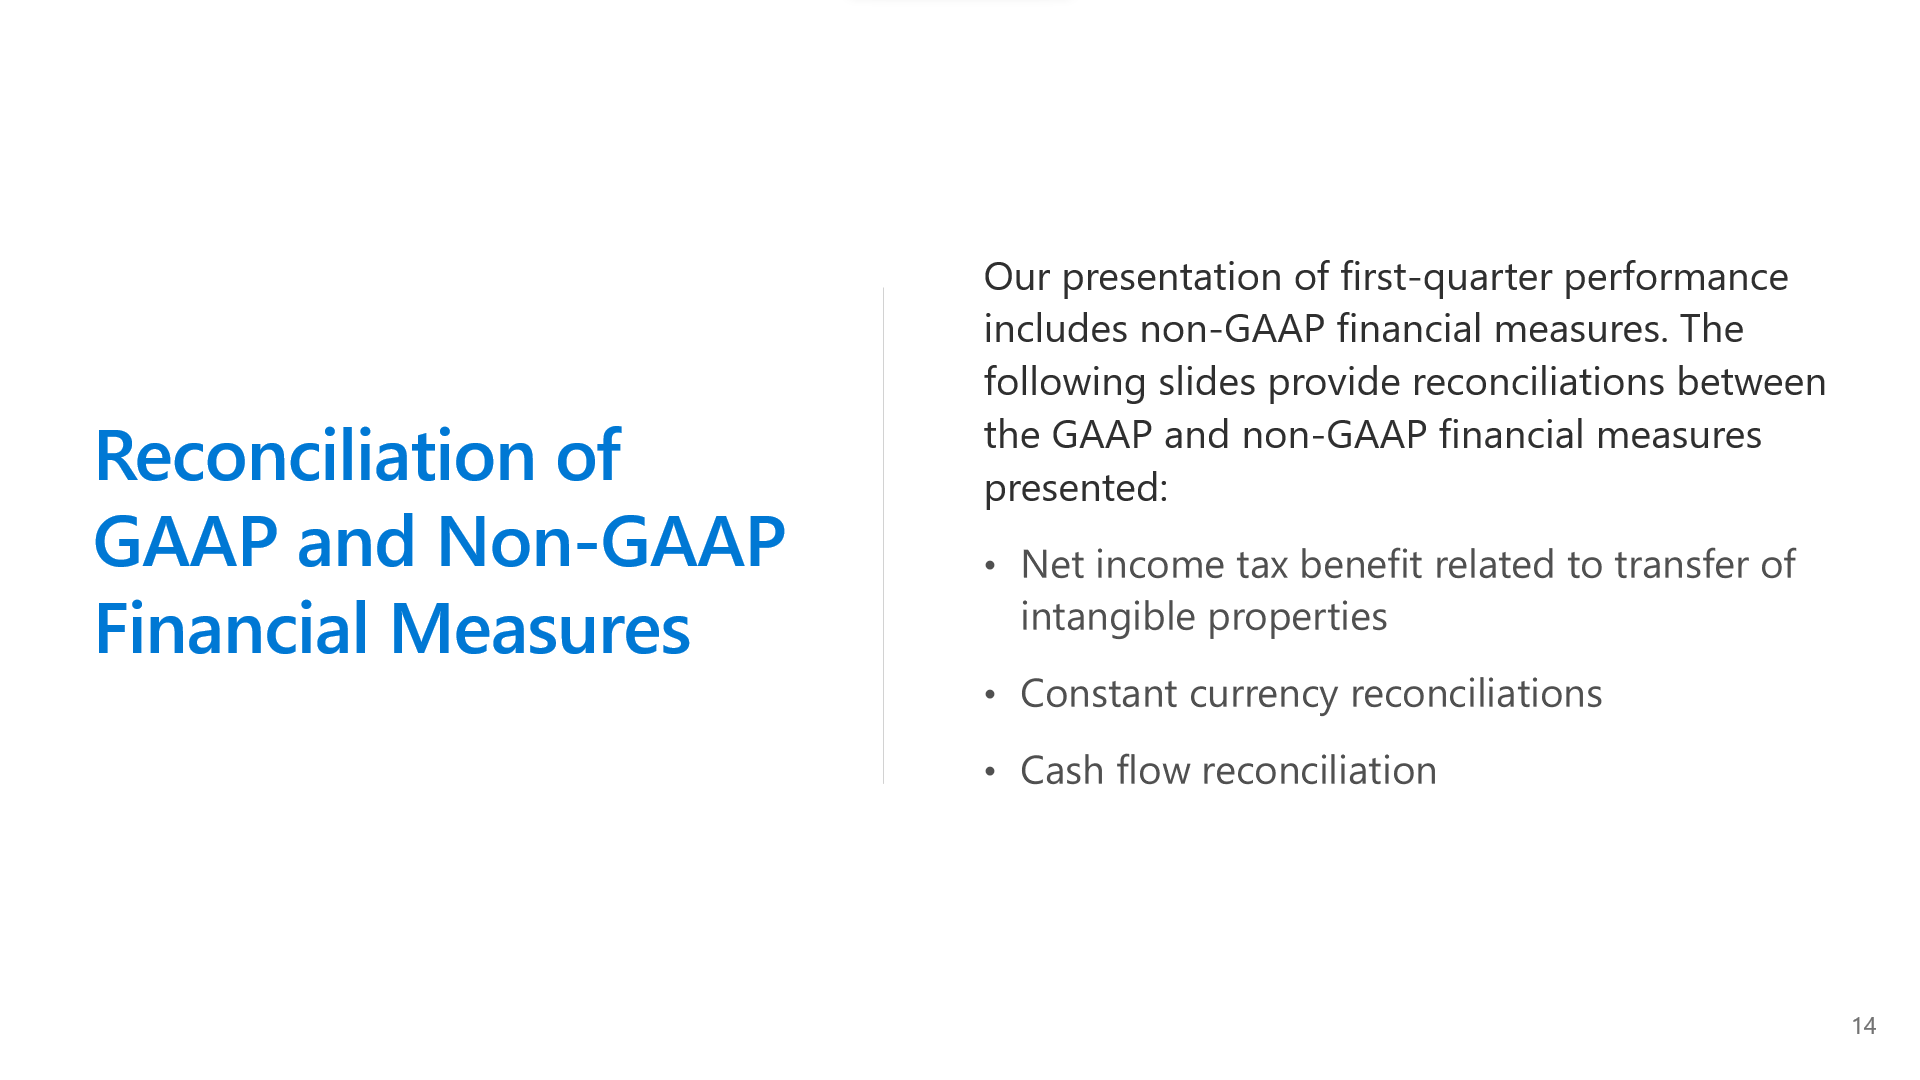 Reconciliation of
GAAP and Non-GAAP
Financial Measures
Our presentation of first-quarter performance
includes non-GAAP financial measures. The
following slides provide reconciliations between
the GAAP and non-GAAP financial measures
presented:
• Net income tax benefit related to transfer of
intangible properties
• Constant currency reconciliations
• Cash flow reconciliation
14